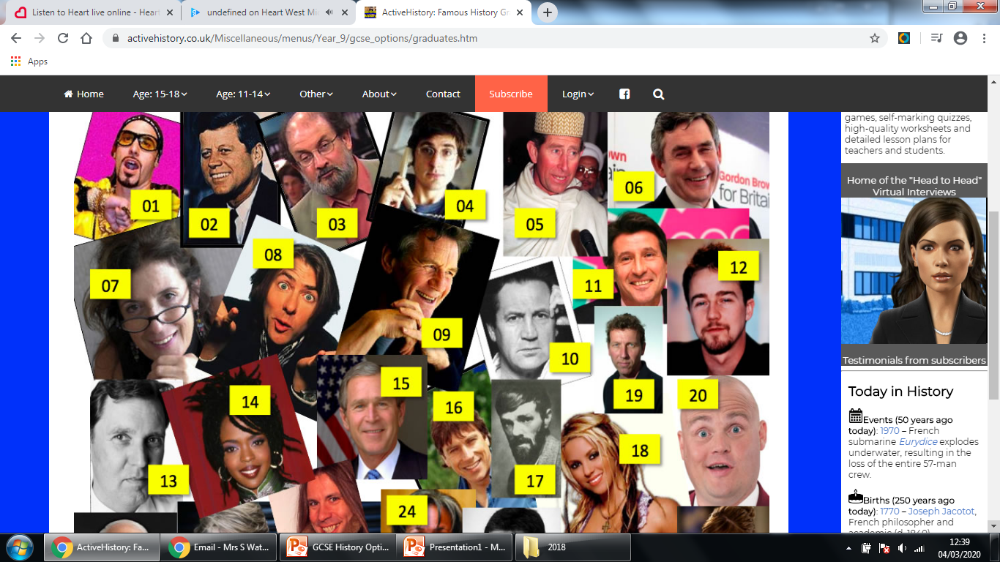 Listen to Heart live online - Heart
undefined on Heart West Mi
ActiveHistory: Famous History Gr
activehistory.co.uk/Miscellaneous/menus/Year_9/gcse_options/graduates.htm
Apps
Home
Age: 15-18
Age: 11-14
Other
About
Contact
Subscribe
Login
games, self-marking quizzes,
high-quality worksheets and
detailed lesson plans for
teachers and students.
Home of the "Head to Head"
Virtual Interviews
Testimonials from subscribers
Today in History
Events (50 years ago
today): 1970 – French
submarine Eurydice explodes
underwater, resulting in the
loss of the entire 57-man
crew.
Births (250 years ago
today): 1770 – Joseph Jacotot,
French philosopher and
01
02
03
04
05
06
Gordon Brow
for Britai
07
08
09
10
11
12
13
14
15
16
17
18
19
20
24
ActiveHistory: Fa...
Email - Mrs S Wat...
GCSE History Opti...
Presentation1 - M...
2018
12:39
04/03/2020